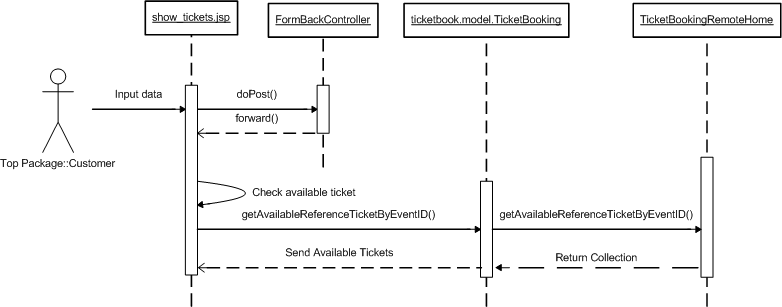 show_tickets.jsp
FormBackController
ticketbook.model.TicketBooking
TicketBookingRemoteHome
Input data
doPost()
forward()
Top Package::Customer
Check available ticket
getAvailableReferenceTicketByEventID()
getAvailableReferenceTicketByEventID()
Send Available Tickets
Return Collection